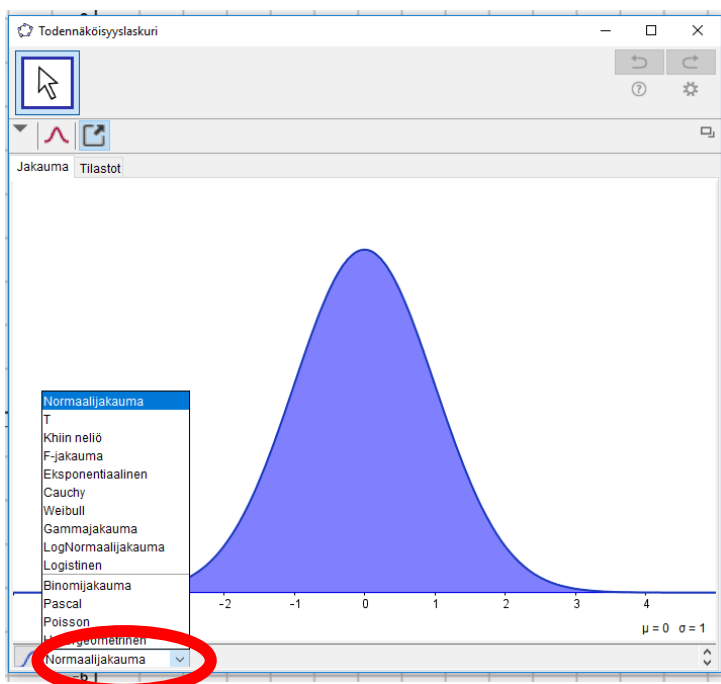 Todennäköisyyslaskuri
Jakauma Tilastot
Normaalijakauma
T
Khiin neliö
F-jakauma
Eksponentiaalinen
Cauchy
Weibull
Gammajakauma
LogNormaalijakauma
Logistinen
Binomijakauma
Pascal
Poisson
-2 -1 0 1 2 3 4
μ = 0 σ = 1
Normaalijakauma